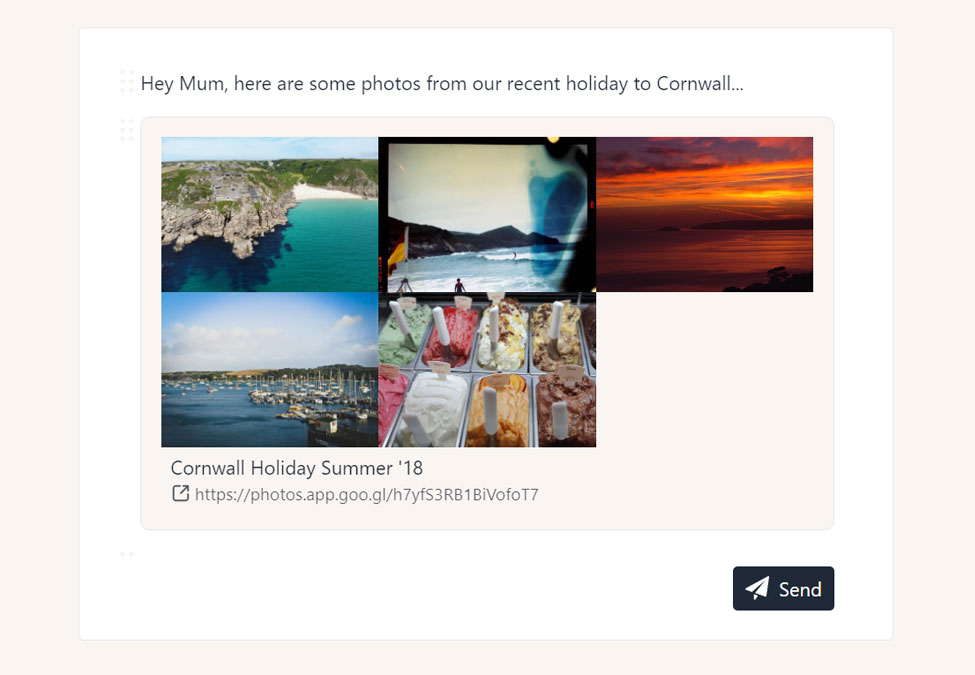 Hey Mum, here are some photos from our recent holiday to Cornwall...
Cornwall Holiday Summer '18
https://photos.app.goo.gl/h7yfS3RB1BiVofoT7
Send